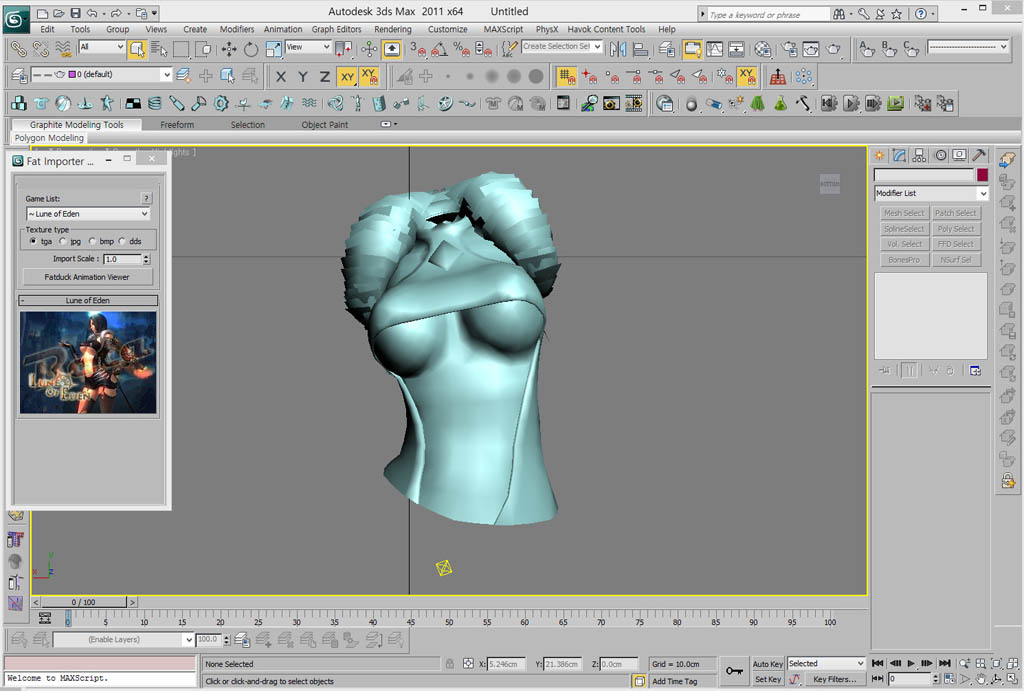 Autodesk 3ds Max 2011 x64 Untitled
Type a keyword or phrase
Edit Tools Group Views Create Modifiers Animation Graph Editors Rendering Customize MAXScript PhysX Havok Content Tools Help
All
View
3
%
Create Selection Se
A B C
0 (default)
X Y Z XY XY
XY
Graphite Modeling Tools Freeform Selection Object Paint
Polygon Modeling
Fat Importer ...
Game List: ?
~ Lune of Eden
Texture type
tga jpg bmp dds
Import Scale : 1.0
Fatduck Animation Viewer
- Lune of Eden
LUNE OF EDEN
BOTTOM
Modifier List
Mesh Select Patch Select
SplineSelect Poly Select
Vol. Select FFD Select
BonesPro NSurf Sel
x y z
< 0 / 100 >
0 5 10 15 20 25 30 35 40 45 50 55 60 65 70 75 80 85 90 95 100
(Enable Layers) 100.0
None Selected X: 5.246cm Y: 21.386cm Z: 0.0cm Grid = 10.0cm Auto Key Selected
Welcome to MAXScript. Click or click-and-drag to select objects Add Time Tag Set Key Key Filters... 0